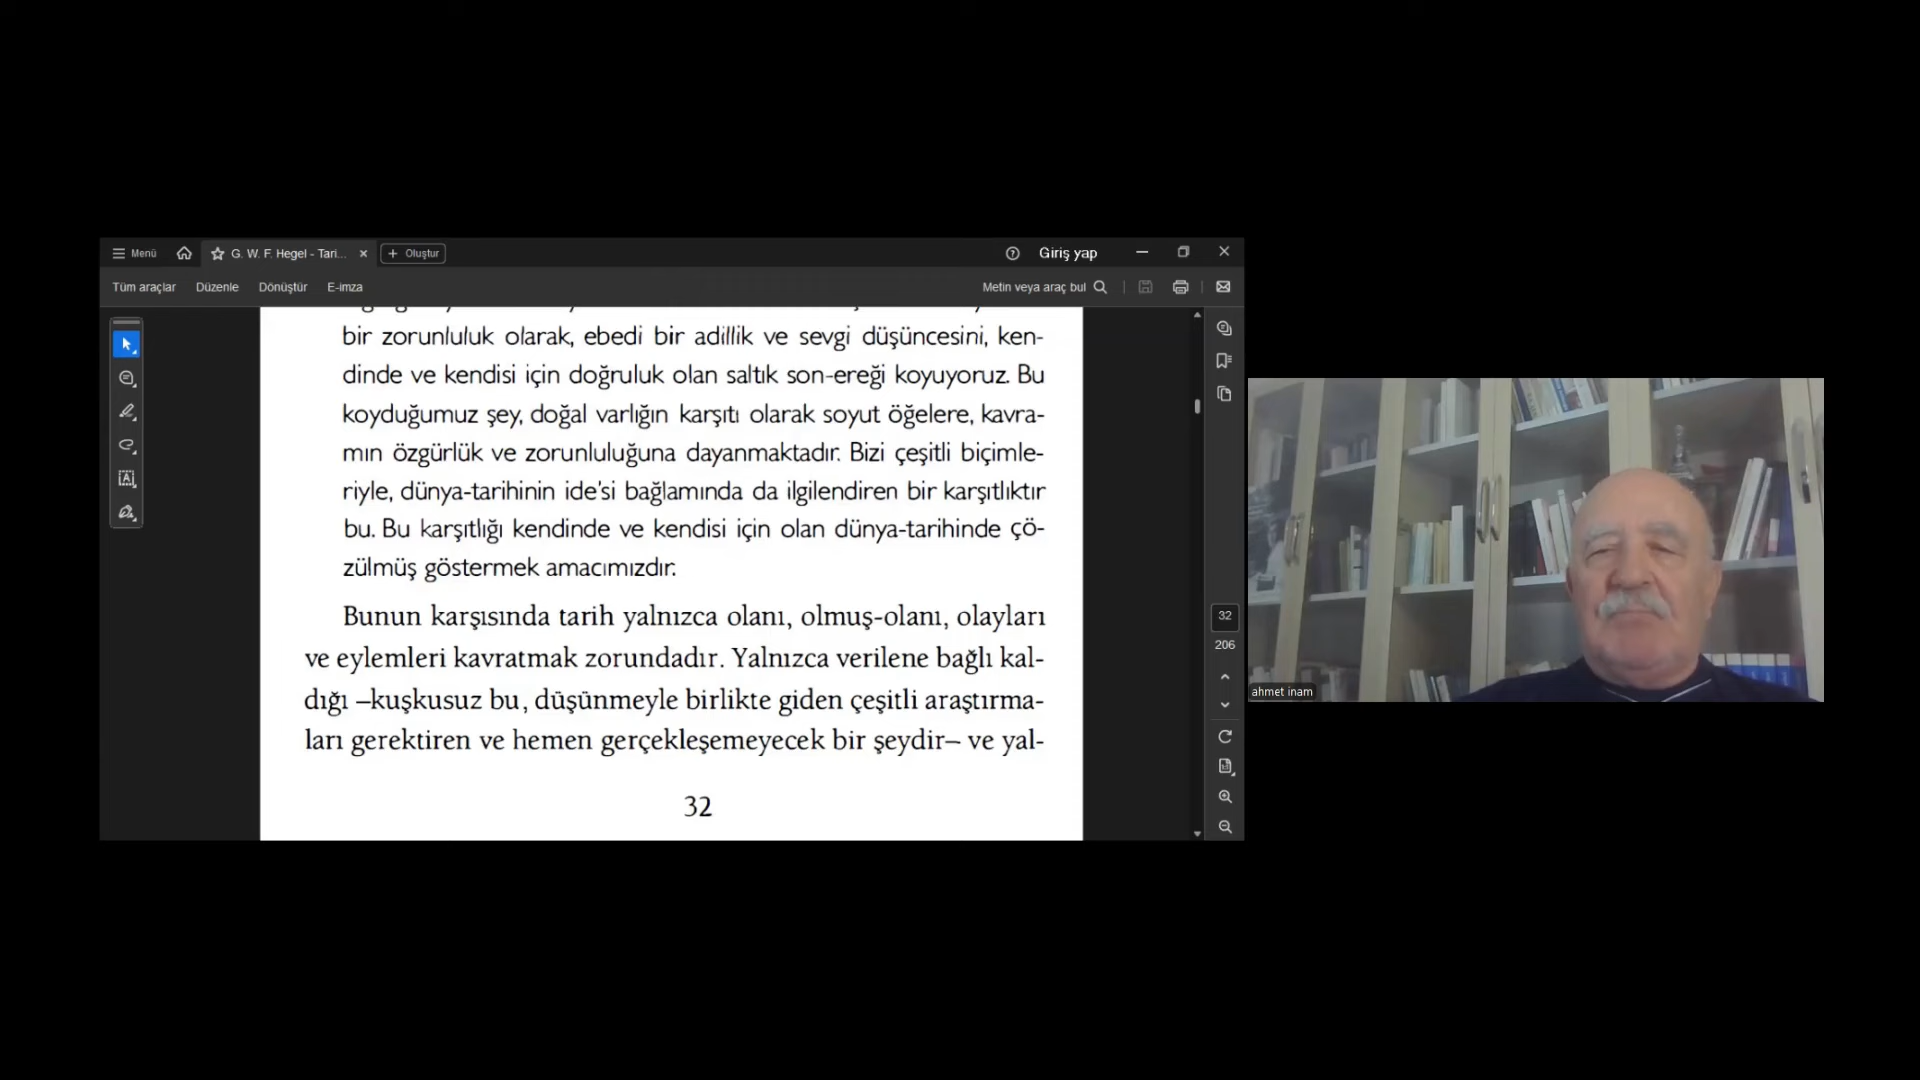 Menü
G. W. F. Hegel - Tari...
Oluştur
Giriş yap
Tüm araçlar
Düzenle
Dönüştür
E-imza
Metin veya araç bul
bir zorunluluk olarak, ebedi bir adillik ve sevgi düşüncesini, ken-
dinde ve kendisi için doğruluk olan saltık son-ereği koyuyoruz. Bu
koyduğumuz şey, doğal varlığın karşıtı olarak soyut öğelere, kavra-
mın özgürlük ve zorunluluğuna dayanmaktadır. Bizi çeşitli biçimle-
riyle, dünya-tarihinin ide'si bağlamında da ilgilendiren bir karşıtlıktır
bu. Bu karşıtlığı kendinde ve kendisi için olan dünya-tarihinde çö-
zülmüş göstermek amacımızdır.
Bunun karşısında tarih yalnızca olanı, olmuş-olanı, olayları
ve eylemleri kavratmak zorundadır. Yalnızca verilene bağlı kal-
dığı –kuşkusuz bu, düşünmeyle birlikte giden çeşitli araştırma-
ları gerektiren ve hemen gerçekleşemeyecek bir şeydir– ve yal-
32
32
206
ahmet inam